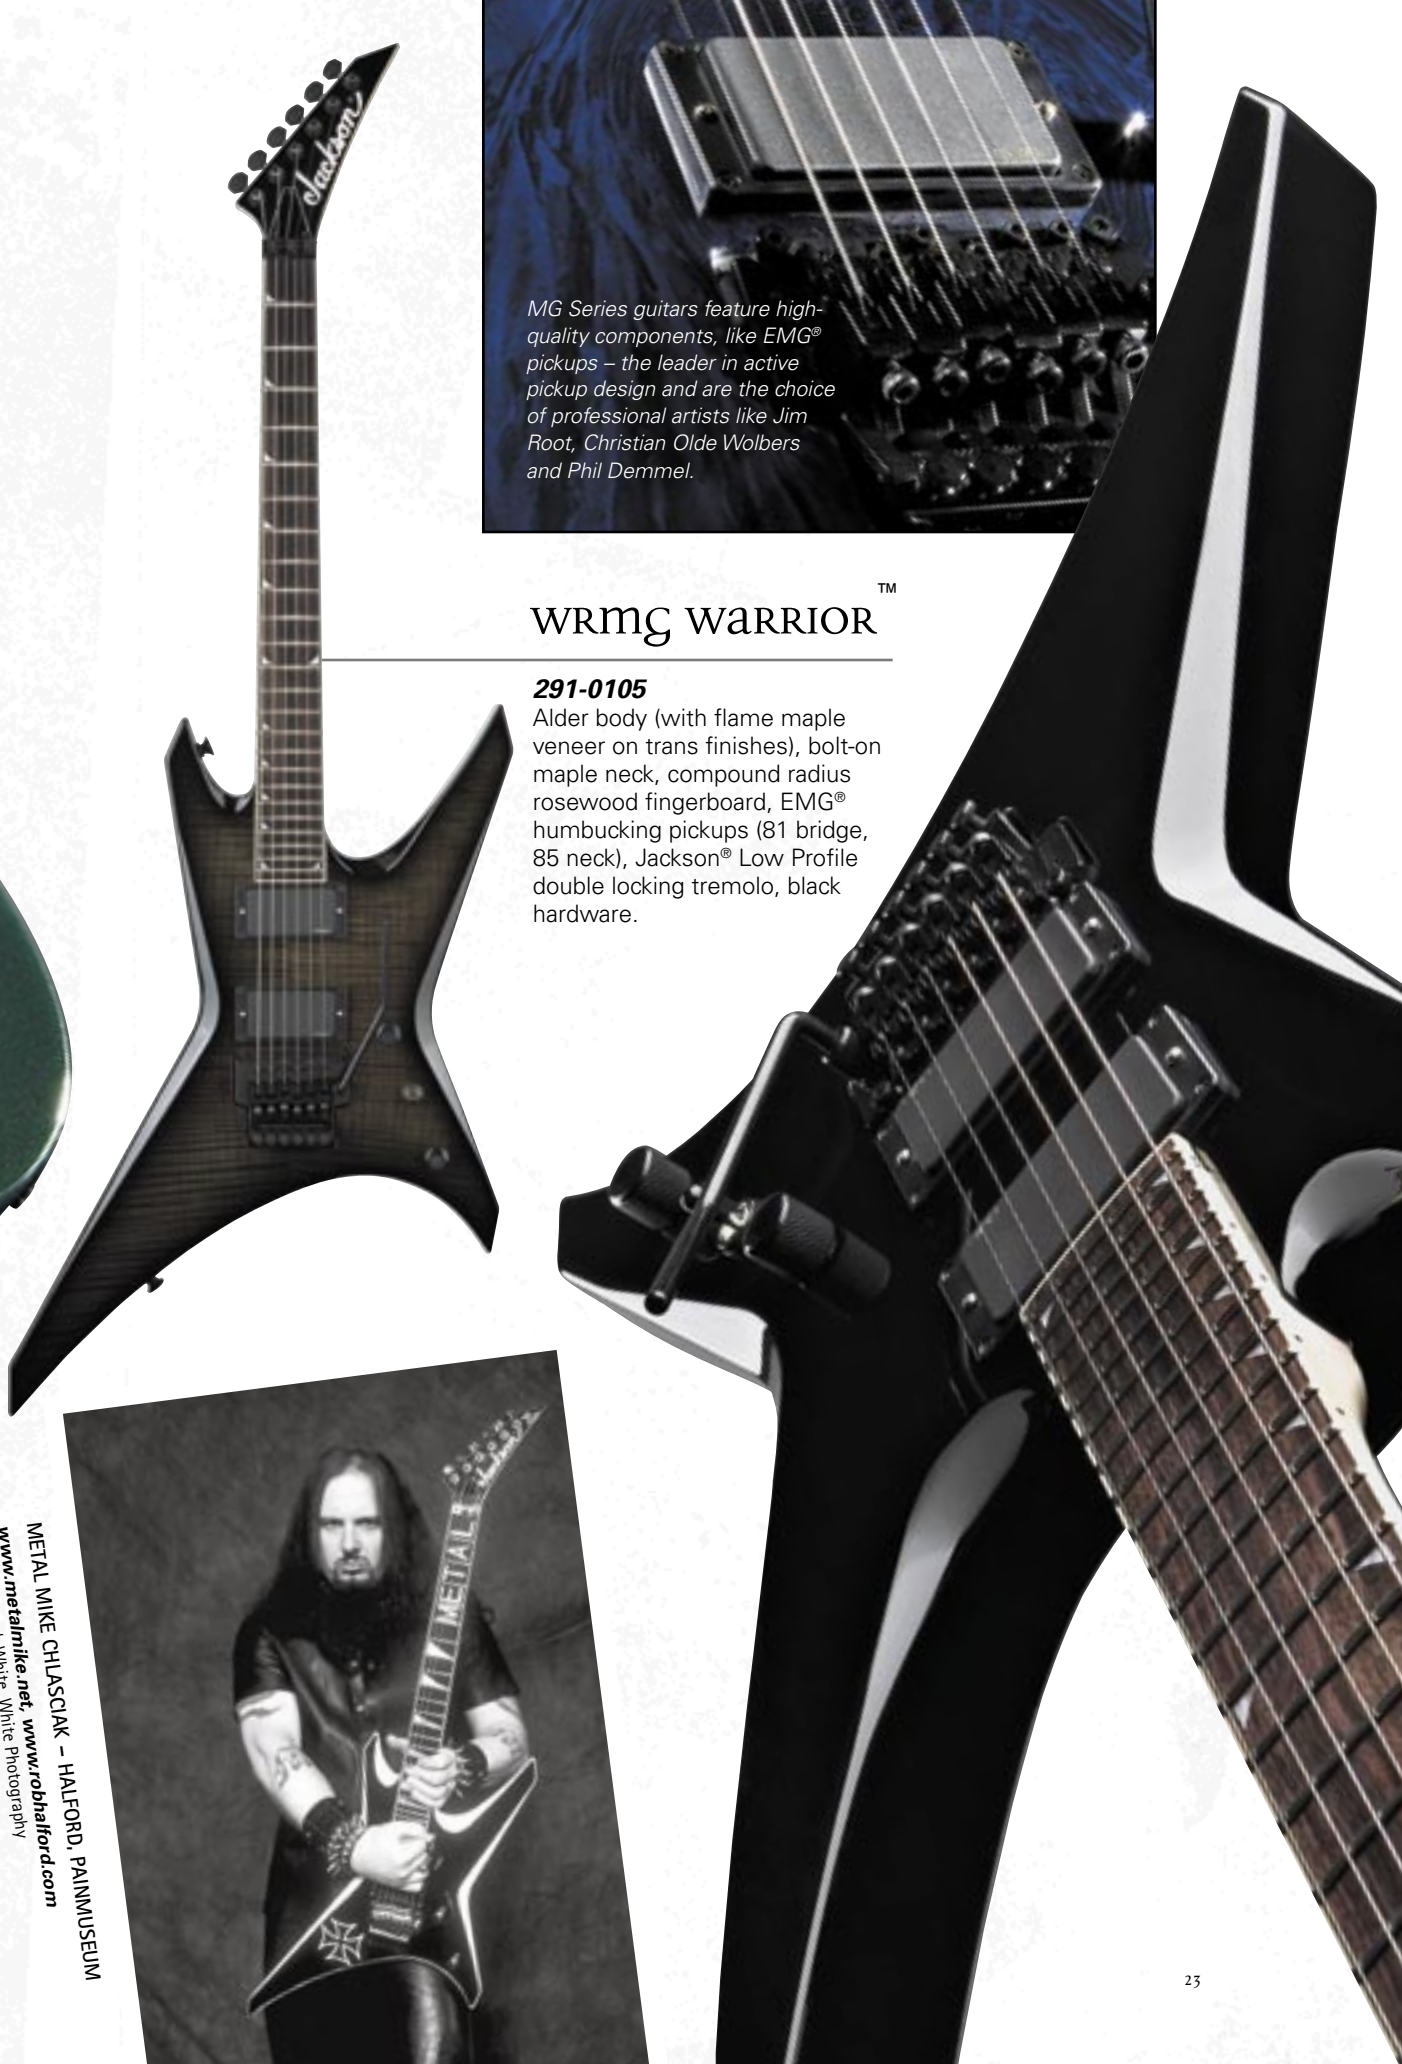 Jackson
MG Series guitars feature high-
quality components, like EMG®
pickups – the leader in active
pickup design and are the choice
of professional artists like Jim
Root, Christian Olde Wolbers
and Phil Demmel.
WRMG WARRIOR™
291-0105
Alder body (with flame maple
veneer on trans finishes), bolt-on
maple neck, compound radius
rosewood fingerboard, EMG®
humbucking pickups (81 bridge,
85 neck), Jackson® Low Profile
double locking tremolo, black
hardware.
Jackson
METAL
METAL MIKE CHLASCIAK – HALFORD, PAINMUSEUM
www.metalmike.net, www.robhalford.com
White, White Photography
23